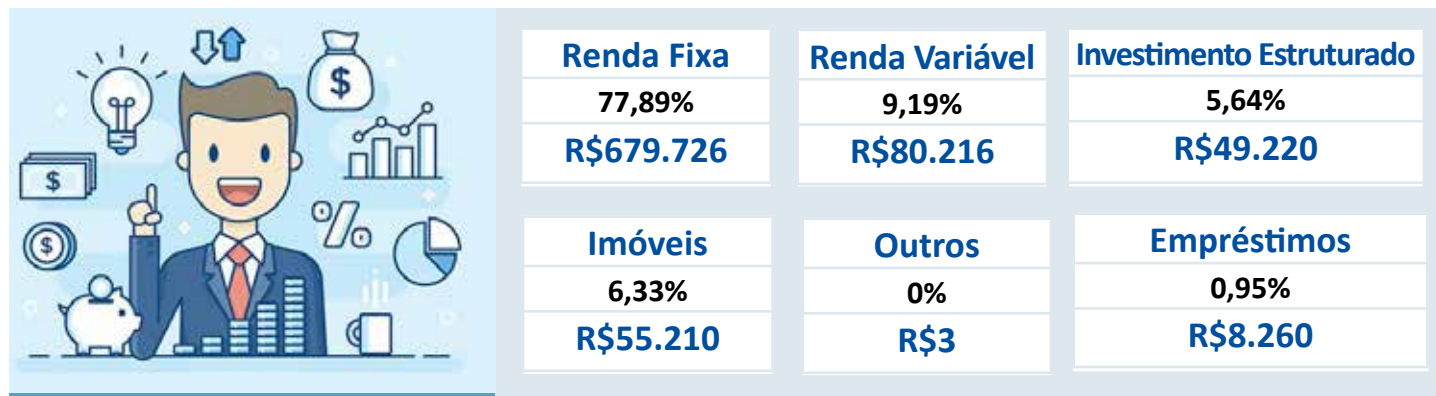 Renda Fixa
77,89%
R$679.726
Renda Variável
9,19%
R$80.216
Investimento Estruturado
5,64%
R$49.220
Imóveis
6,33%
R$55.210
Outros
0%
R$3
Empréstimos
0,95%
R$8.260
$
$
$
%